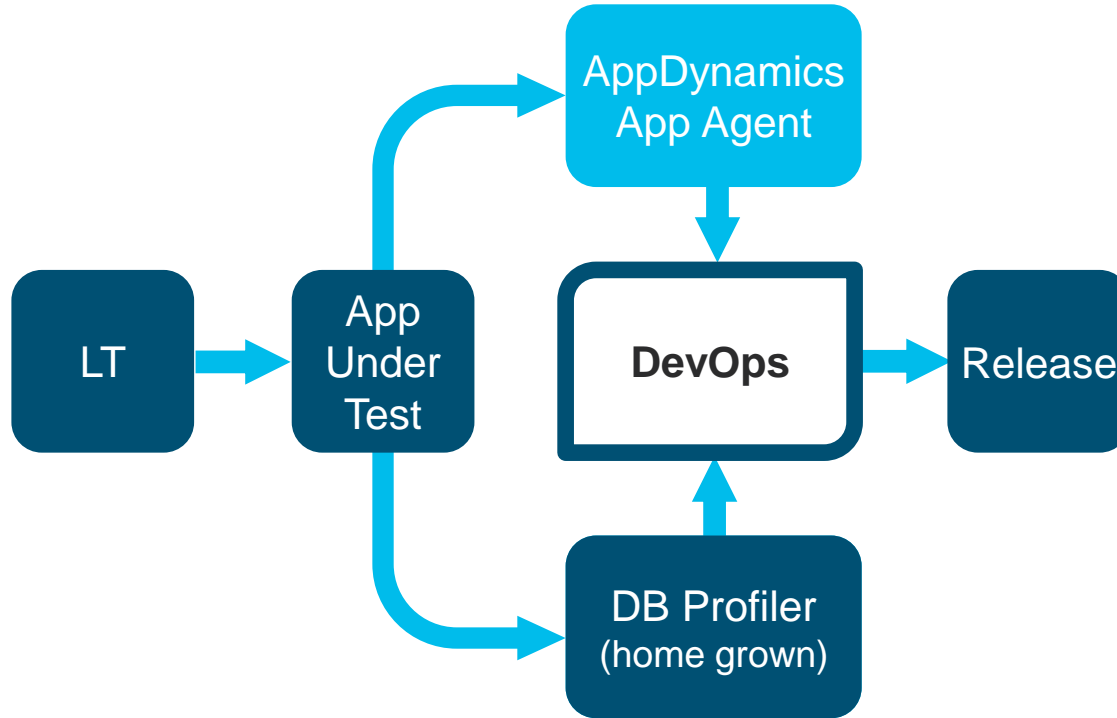 AppDynamics
App Agent
LT
App
Under
Test
DevOps
Release
DB Profiler
(home grown)